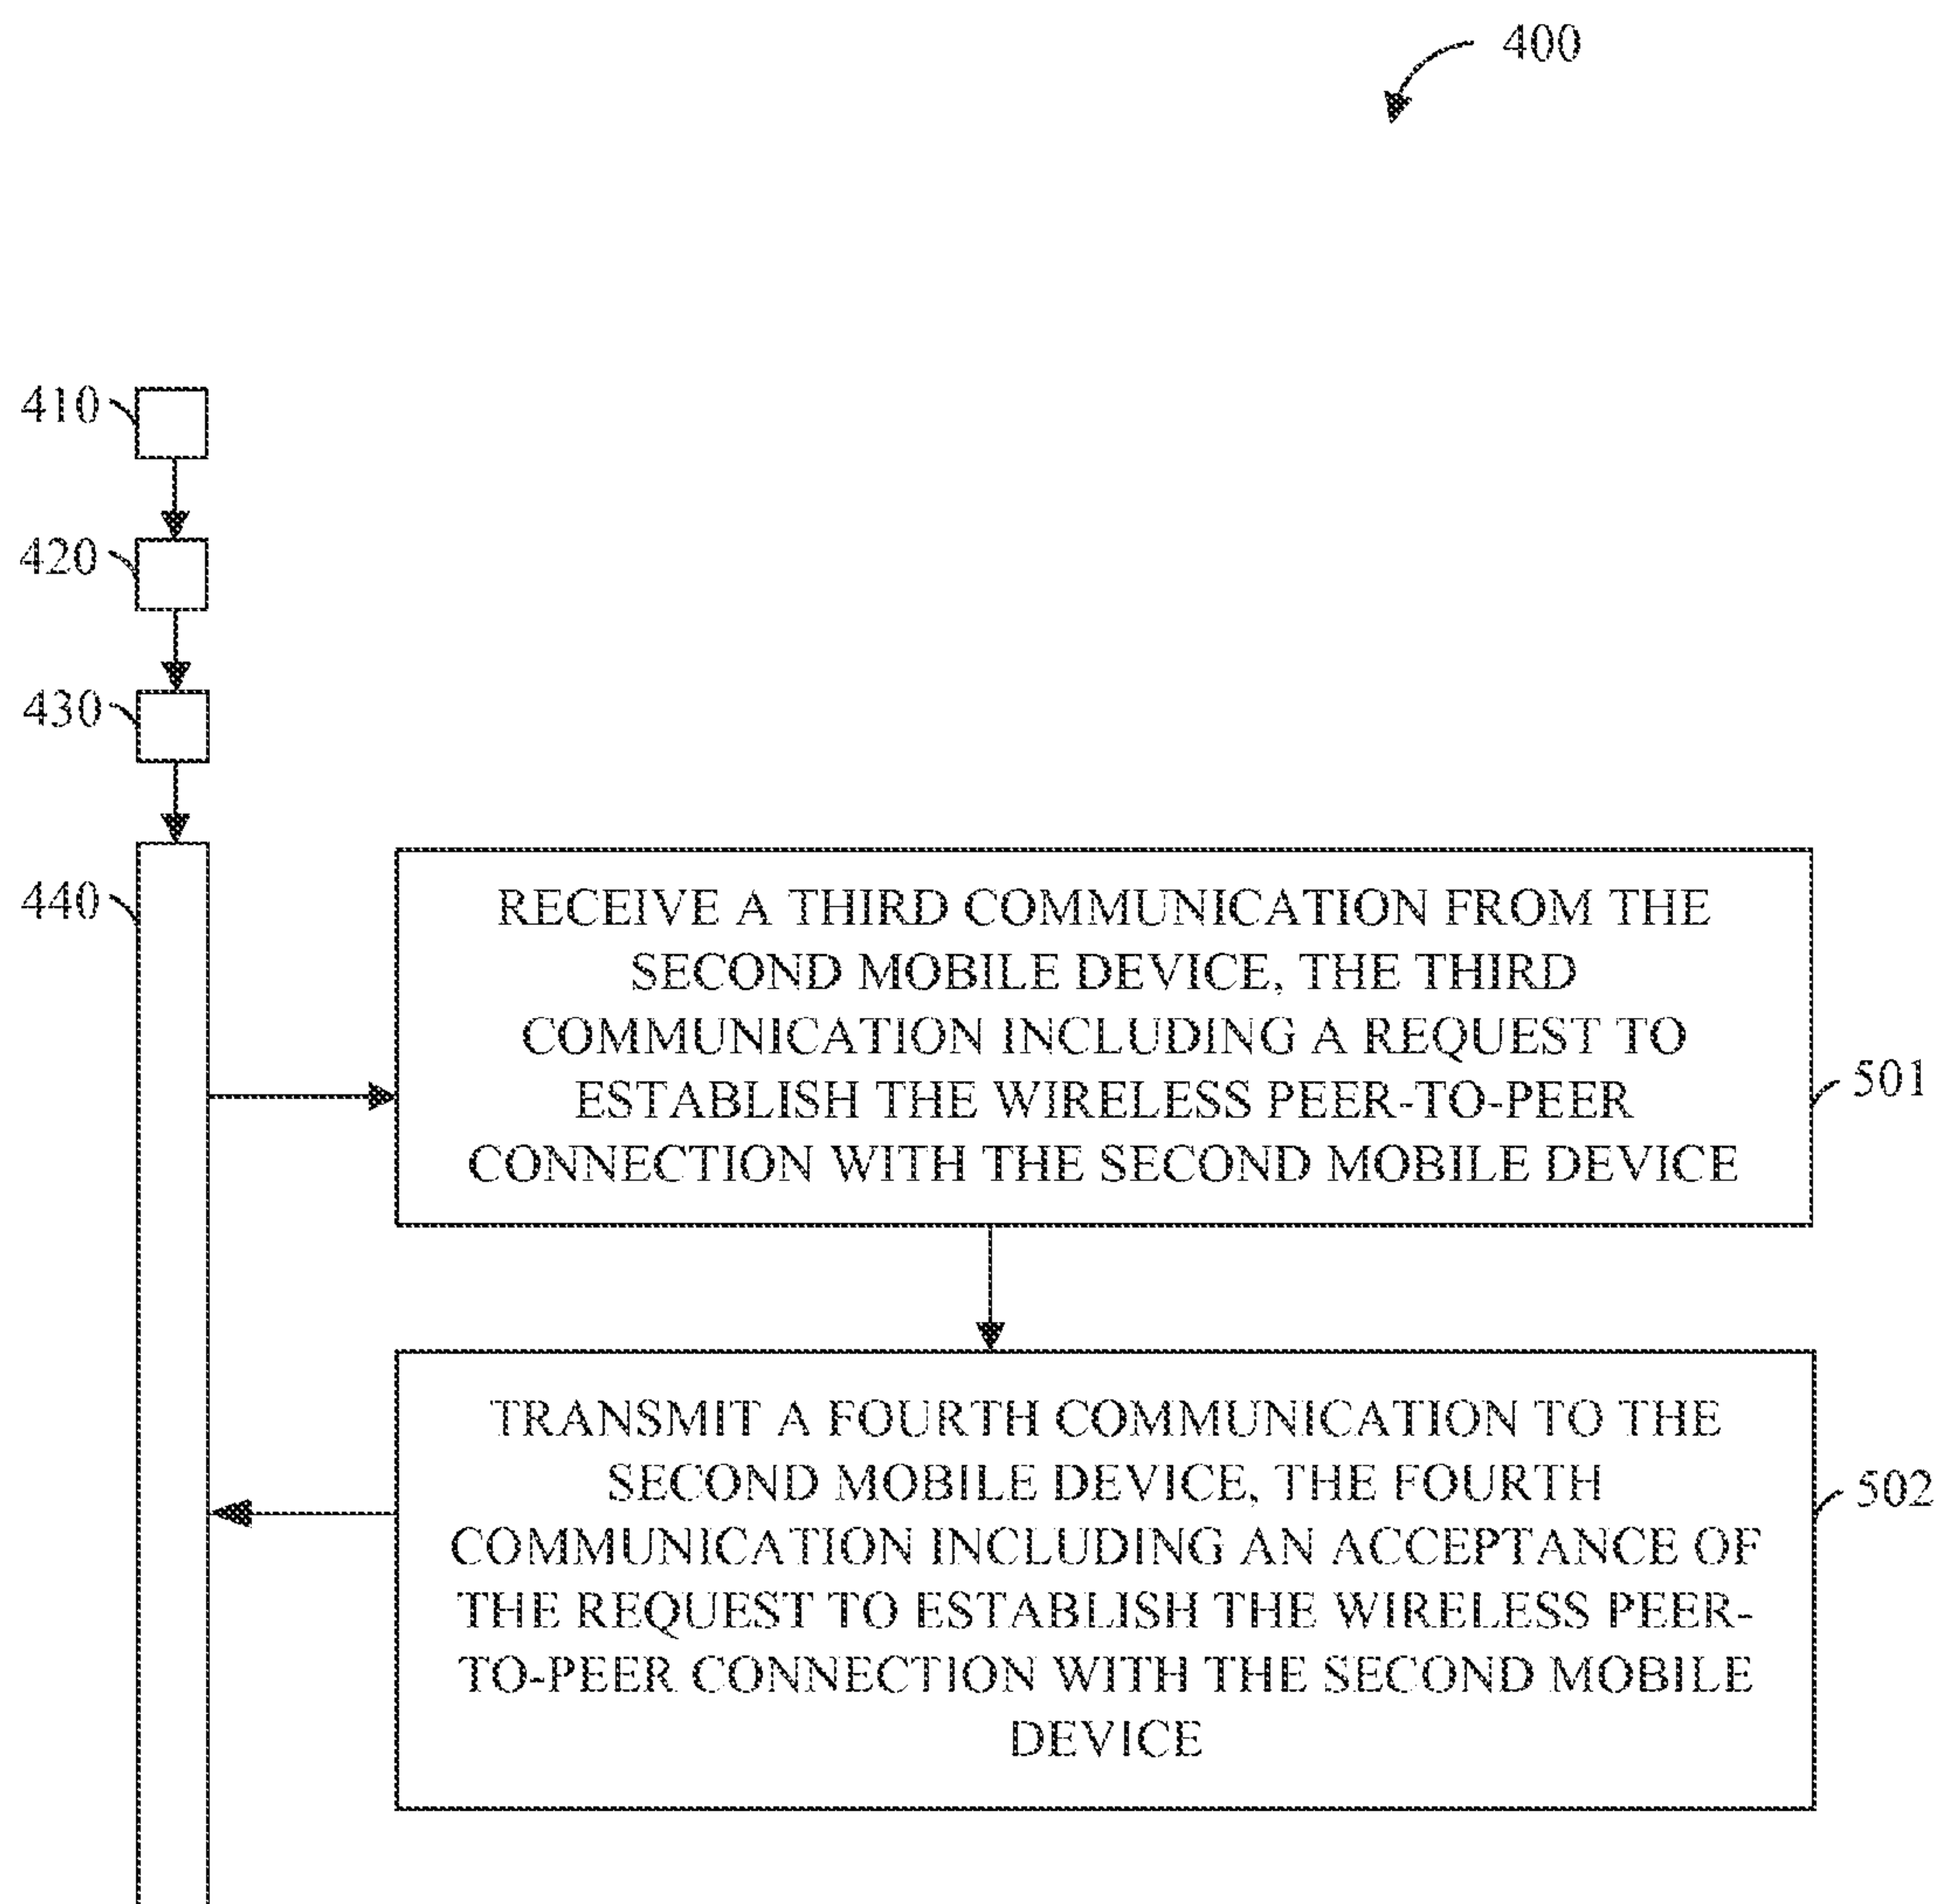 400
410
420
430
440
RECEIVE A THIRD COMMUNICATION FROM THE
SECOND MOBILE DEVICE, THE THIRD
COMMUNICATION INCLUDING A REQUEST TO
ESTABLISH THE WIRELESS PEER-TO-PEER
CONNECTION WITH THE SECOND MOBILE DEVICE
501
TRANSMIT A FOURTH COMMUNICATION TO THE
SECOND MOBILE DEVICE, THE FOURTH
COMMUNICATION INCLUDING AN ACCEPTANCE OF
THE REQUEST TO ESTABLISH THE WIRELESS PEER-
TO-PEER CONNECTION WITH THE SECOND MOBILE
DEVICE
502